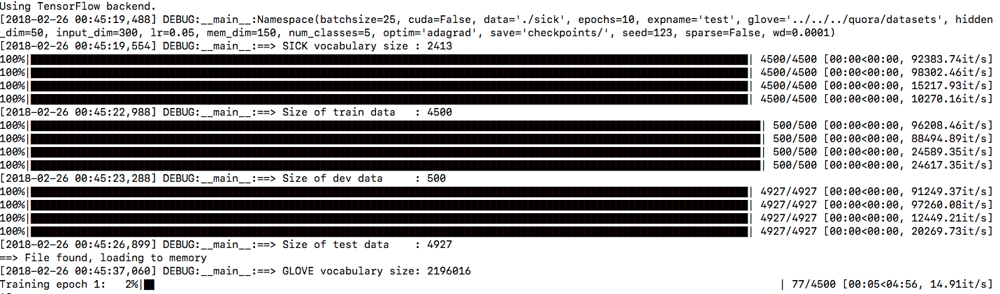 Using TensorFlow backend.
[2018-02-26 00:45:19,488] DEBUG:__main__:Namespace(batchsize=25, cuda=False, data='./sick', epochs=10, expname='test', glove='../../../quora/datasets', hidden
_dim=50, input_dim=300, lr=0.05, mem_dim=150, num_classes=5, optim='adagrad', save='checkpoints/', seed=123, sparse=False, wd=0.0001)
[2018-02-26 00:45:19,554] DEBUG:__main__:==> SICK vocabulary size : 2413
100%| | 4500/4500 [00:00<00:00, 92383.74it/s]
100%| | 4500/4500 [00:00<00:00, 98302.46it/s]
100%| | 4500/4500 [00:00<00:00, 15217.93it/s]
100%| | 4500/4500 [00:00<00:00, 10270.16it/s]
[2018-02-26 00:45:22,988] DEBUG:__main__:==> Size of train data   : 4500
100%| | 500/500 [00:00<00:00, 96208.46it/s]
100%| | 500/500 [00:00<00:00, 88494.89it/s]
100%| | 500/500 [00:00<00:00, 24589.35it/s]
100%| | 500/500 [00:00<00:00, 24617.35it/s]
[2018-02-26 00:45:23,288] DEBUG:__main__:==> Size of dev data     : 500
100%| | 4927/4927 [00:00<00:00, 91249.37it/s]
100%| | 4927/4927 [00:00<00:00, 97260.08it/s]
100%| | 4927/4927 [00:00<00:00, 12449.21it/s]
100%| | 4927/4927 [00:00<00:00, 20269.73it/s]
[2018-02-26 00:45:26,899] DEBUG:__main__:==> Size of test data    : 4927
==> File found, loading to memory
[2018-02-26 00:45:37,060] DEBUG:__main__:==> GLOVE vocabulary size: 2196016
Training epoch 1:   2%| | 77/4500 [00:05<04:56, 14.91it/s]